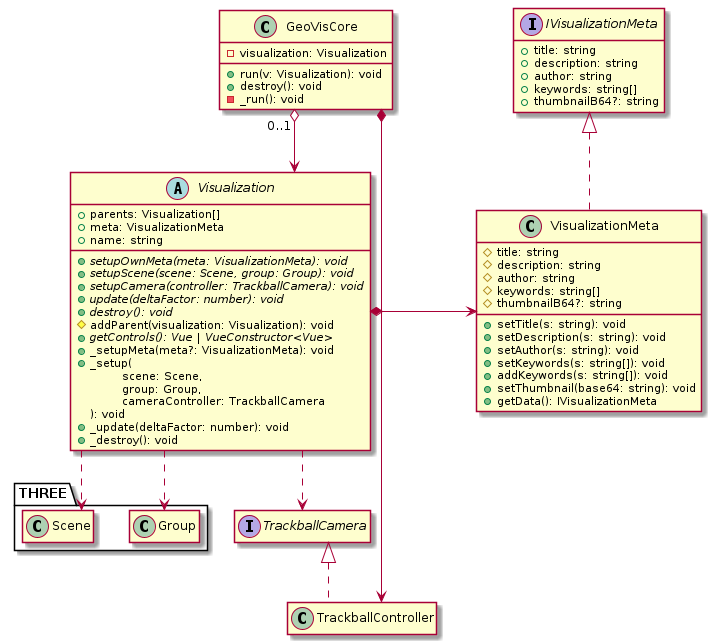 C GeoVisCore
visualization: Visualization
run(v: Visualization): void
destroy(): void
_run(): void
I IVisualizationMeta
title: string
description: string
author: string
keywords: string[]
thumbnailB64?: string
0..1
A Visualization
parents: Visualization[]
meta: VisualizationMeta
name: string
setupOwnMeta(meta: VisualizationMeta): void
setupScene(scene: Scene, group: Group): void
setupCamera(controller: TrackballCamera): void
update(deltaFactor: number): void
destroy(): void
addParent(visualization: Visualization): void
getControls(): Vue | VueConstructor<Vue>
_setupMeta(meta?: VisualizationMeta): void
_setup(
scene: Scene,
group: Group,
cameraController: TrackballCamera
): void
_update(deltaFactor: number): void
_destroy(): void
C VisualizationMeta
title: string
description: string
author: string
keywords: string[]
thumbnailB64?: string
setTitle(s: string): void
setDescription(s: string): void
setAuthor(s: string): void
setKeywords(s: string[]): void
addKeywords(s: string[]): void
setThumbnail(base64: string): void
getData(): IVisualizationMeta
THREE
C Scene
C Group
I TrackballCamera
C TrackballController